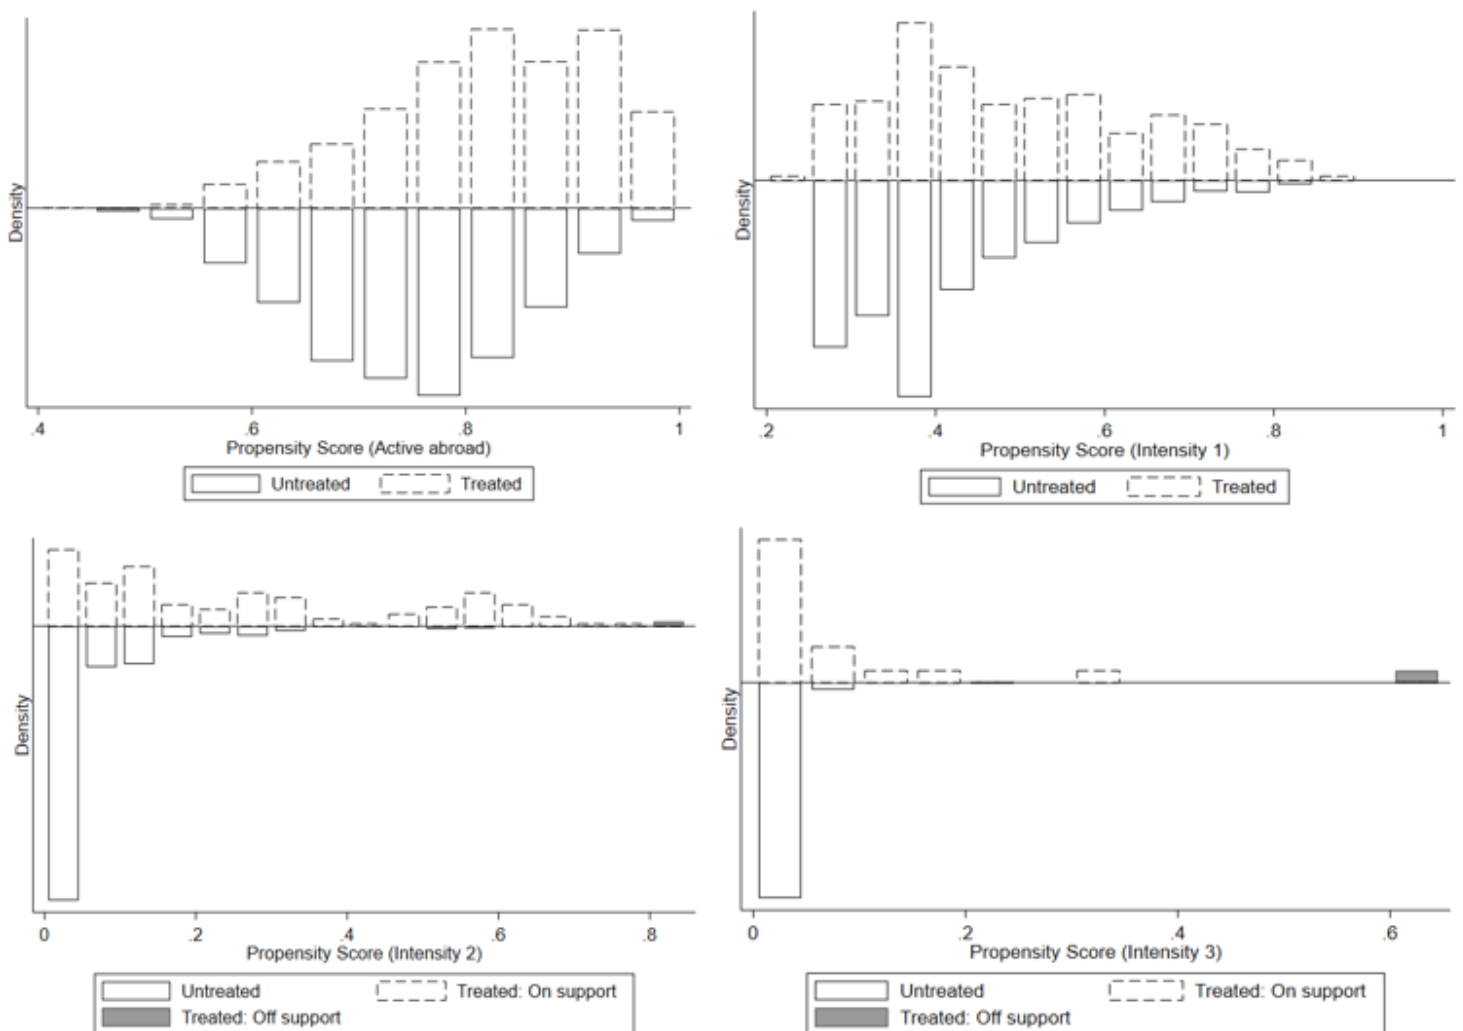 Density
.4 .6 .8 1
Propensity Score (Active abroad)
Untreated Treated
Density
.2 .4 .6 .8 1
Propensity Score (Intensity 1)
Untreated Treated
Density
0 .2 .4 .6 .8
Propensity Score (Intensity 2)
Untreated Treated: On support
Treated: Off support
Density
0 .2 .4 .6
Propensity Score (Intensity 3)
Untreated Treated: On support
Treated: Off support